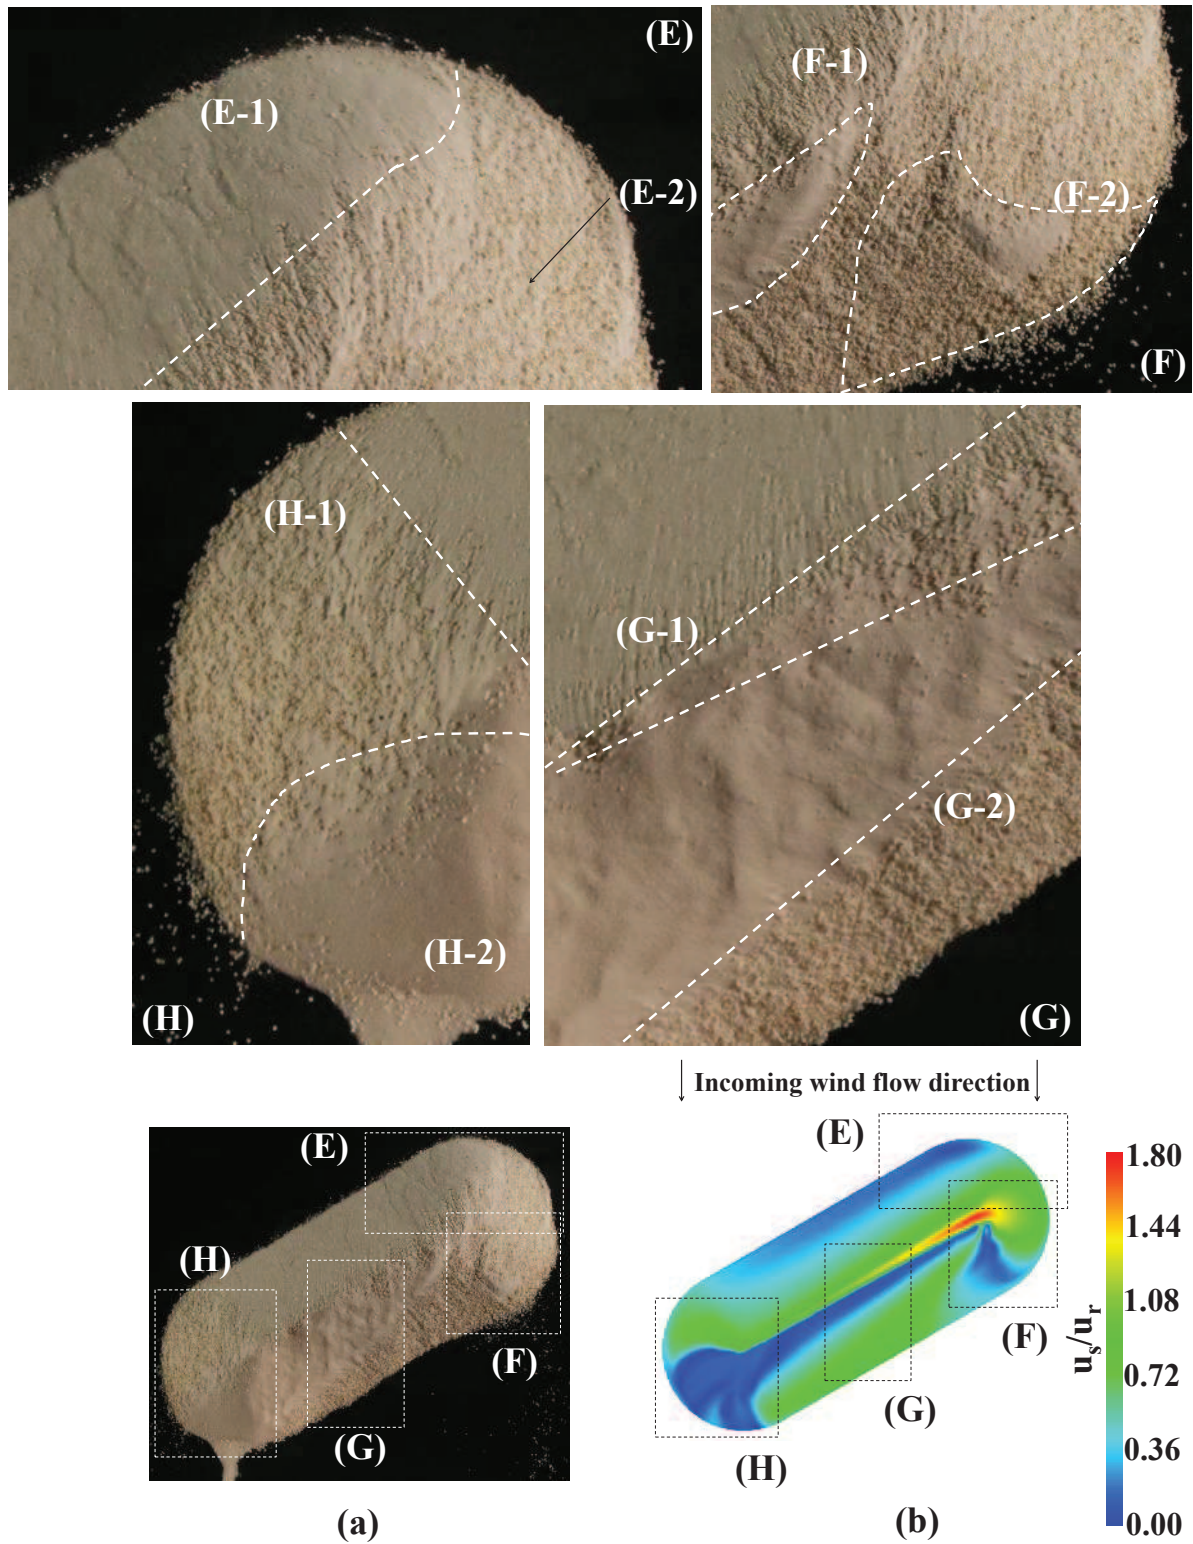 (E)
(E-1)
(E-2)
(F-1)
(F-2)
(F)
(H-1)
(H-2)
(H)
(G-1)
(G-2)
(G)
Incoming wind flow direction
(E)
(H)
(F)
(G)
(a)
(E)
(F)
(G)
(H)
(b)
u_s/u_r
1.80
1.44
1.08
0.72
0.36
0.00